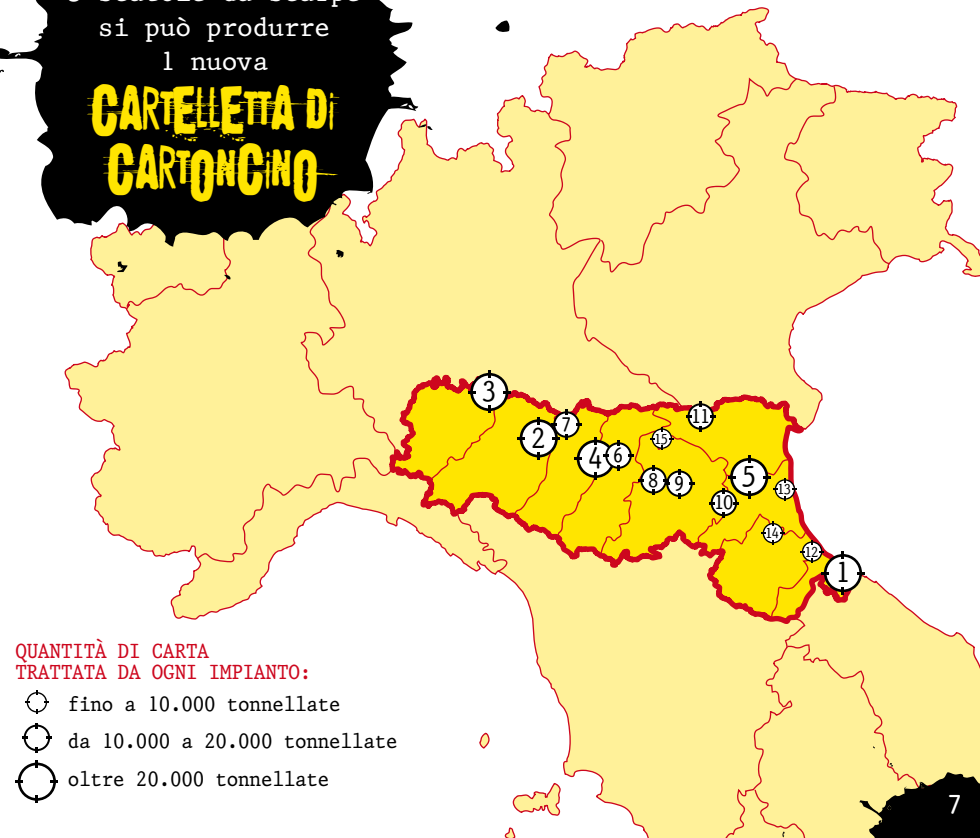 si può produrre
1 nuova
CARTELLETTA Di
CARTONCiNO
3
11
7
2
15
4
6
5
8
9
13
10
14
12
1
QUANTITÀ DI CARTA
TRATTATA DA OGNI IMPIANTO:
fino a 10.000 tonnellate
da 10.000 a 20.000 tonnellate
oltre 20.000 tonnellate
7